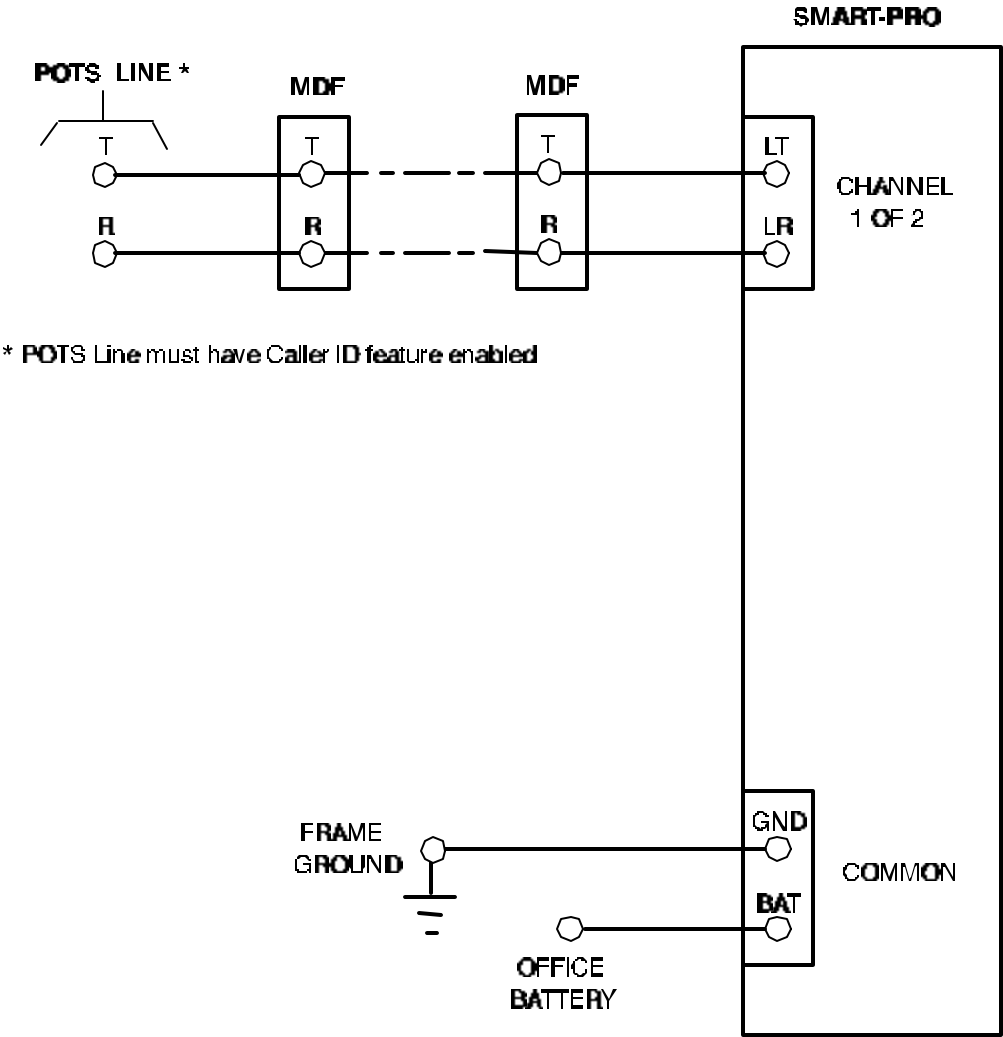 SMART-PRO
POTS LINE *
MDF
MDF
T
T
T
LT
CHANNEL
1 OF 2
R
R
R
LR
* POTS Line must have Caller ID feature enabled
GND
FRAME
GROUND
COMMON
BAT
OFFICE
BATTERY